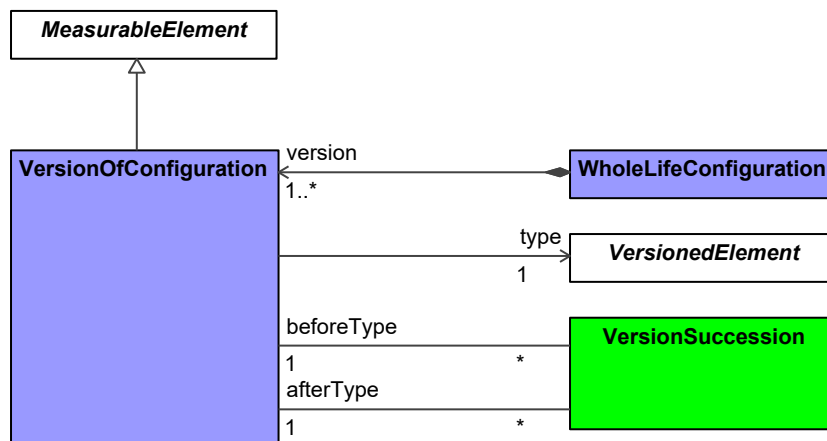 MeasurableElement
VersionOfConfiguration
version
WholeLifeConfiguration
1..*
type
VersionedElement
1
beforeType
VersionSuccession
1
*
afterType
1
*